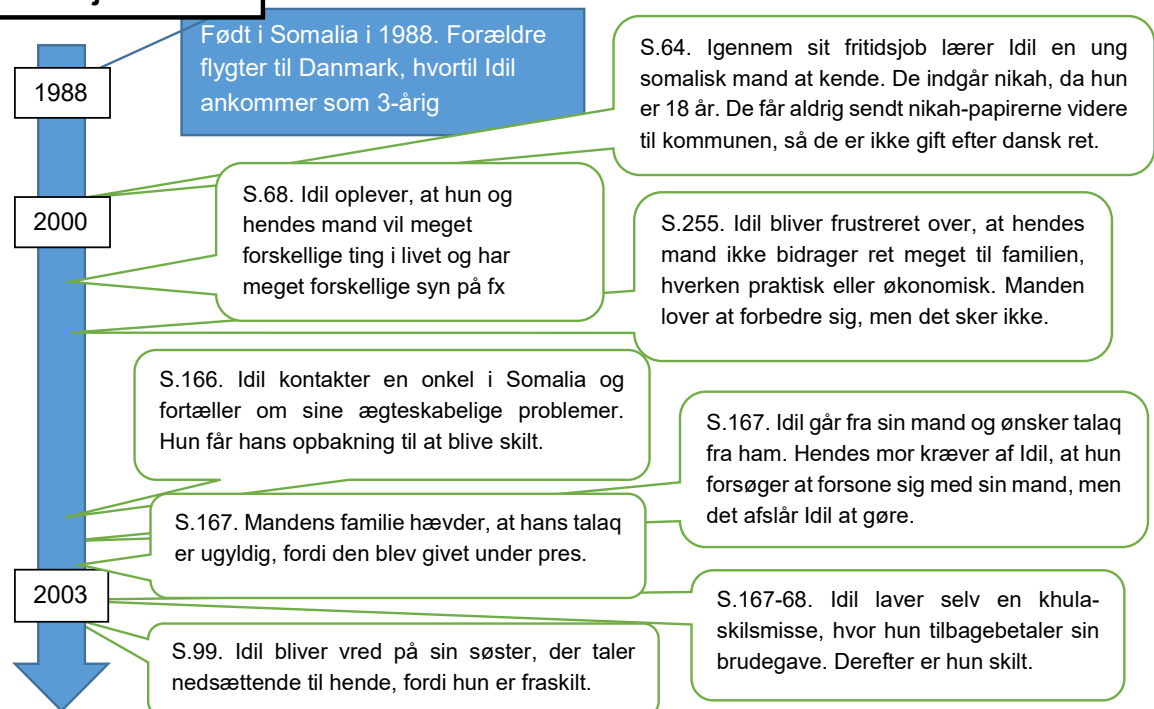 Født i Somalia i 1988. Forældre
flygter til Danmark, hvortil Idil
ankommer som 3-årig
1988
S.64. Igennem sit fritidsjob lærer Idil en ung
somalisk mand at kende. De indgår nikah, da hun
er 18 år. De får aldrig sendt nikah-papirerne videre
til kommunen, så de er ikke gift efter dansk ret.
2000
S.68. Idil oplever, at hun og
hendes mand vil meget
forskellige ting i livet og har
meget forskellige syn på fx
S.255. Idil bliver frustreret over, at hendes
mand ikke bidrager ret meget til familien,
hverken praktisk eller økonomisk. Manden
lover at forbedre sig, men det sker ikke.
S.166. Idil kontakter en onkel i Somalia og
fortæller om sine ægteskabelige problemer.
Hun får hans opbakning til at blive skilt.
S.167. Idil går fra sin mand og ønsker talaq
fra ham. Hendes mor kræver af Idil, at hun
forsøger at forsone sig med sin mand, men
det afslår Idil at gøre.
S.167. Mandens familie hævder, at hans talaq
er ugyldig, fordi den blev givet under pres.
2003
S.167-68. Idil laver selv en khula-
skilsmisse, hvor hun tilbagebetaler sin
brudegave. Derefter er hun skilt.
S.99. Idil bliver vred på sin søster, der taler
nedsættende til hende, fordi hun er fraskilt.